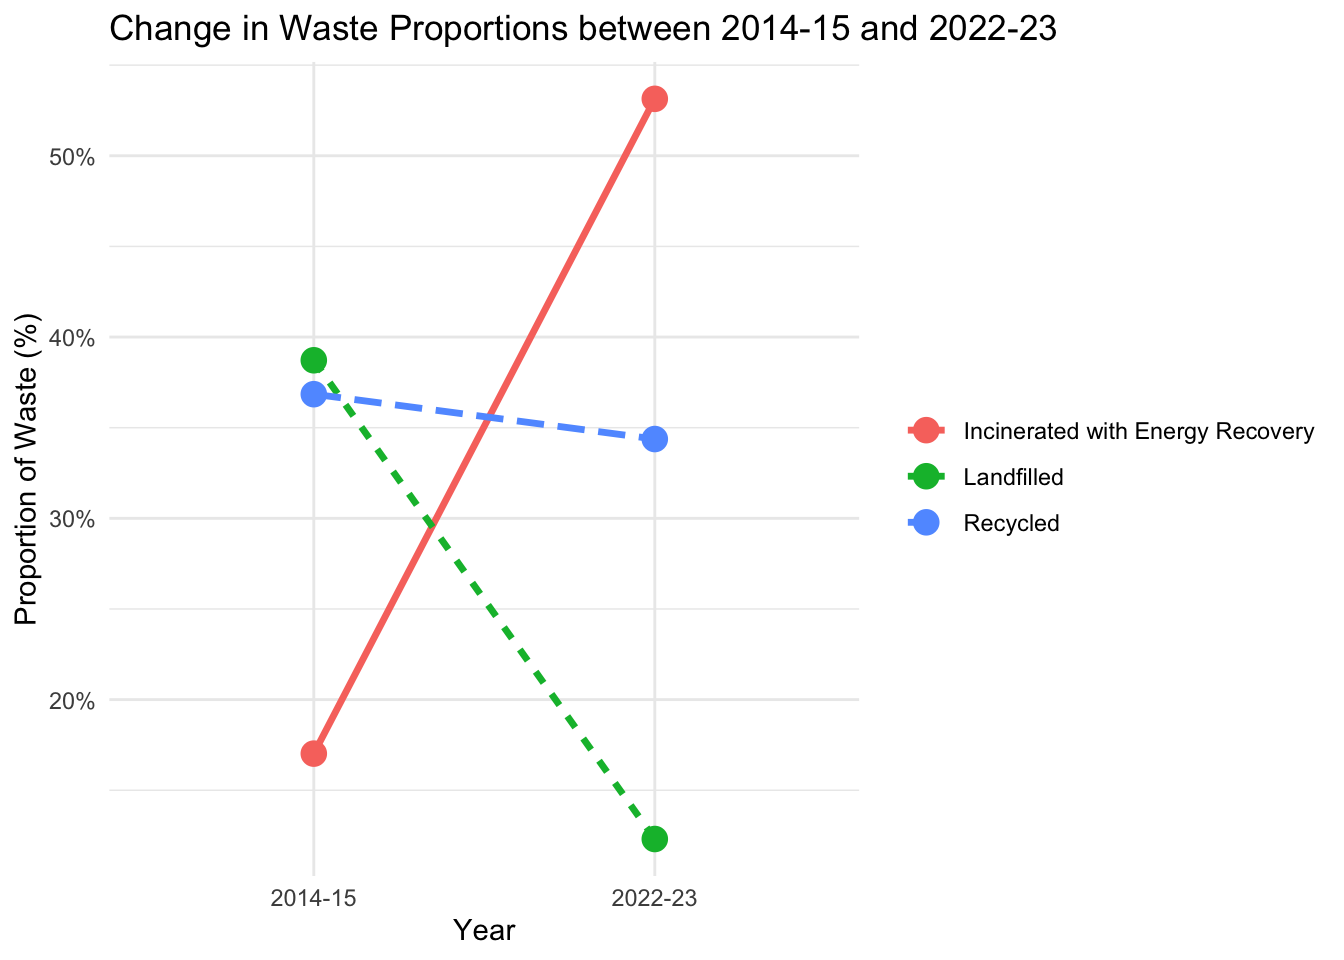 Change in Waste Proportions between 2014-15 and 2022-23
Proportion of Waste (%)
50%
40%
30%
20%
2014-15
2022-23
Year
Incinerated with Energy Recovery
Landfilled
Recycled